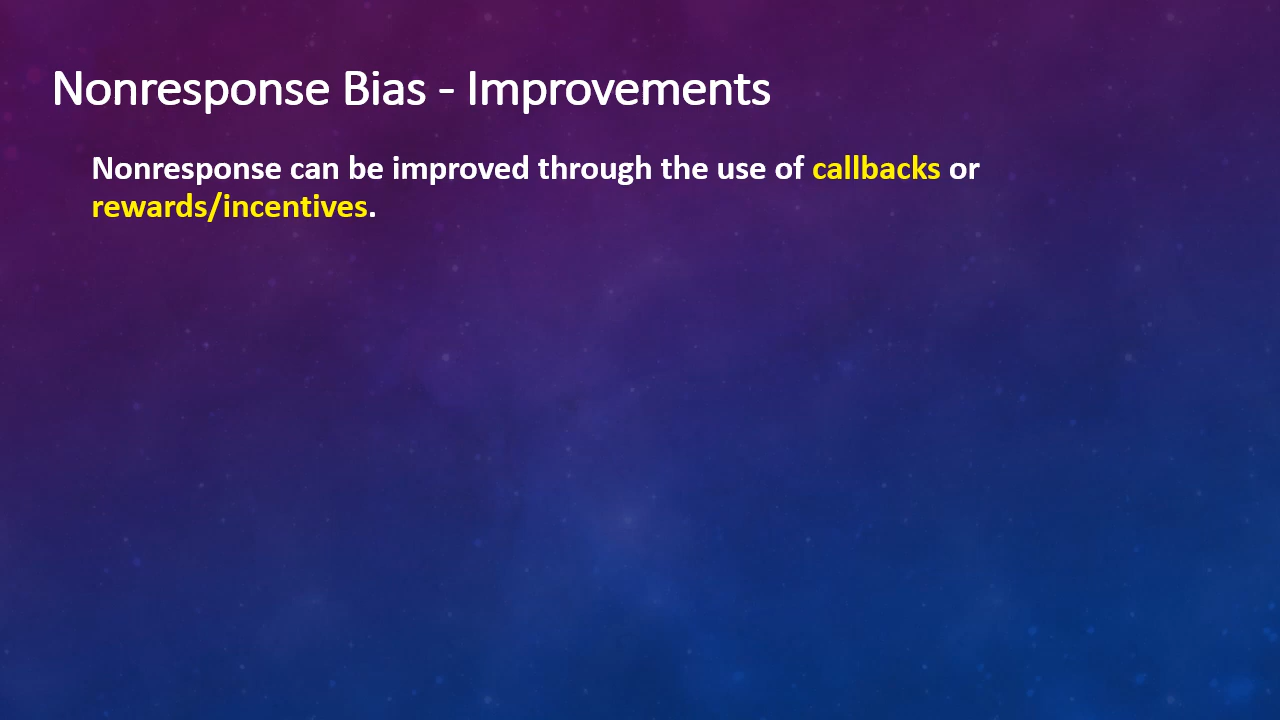 Nonresponse Bias - Improvements
Nonresponse can be improved through the use of callbacks or
rewards/incentives.